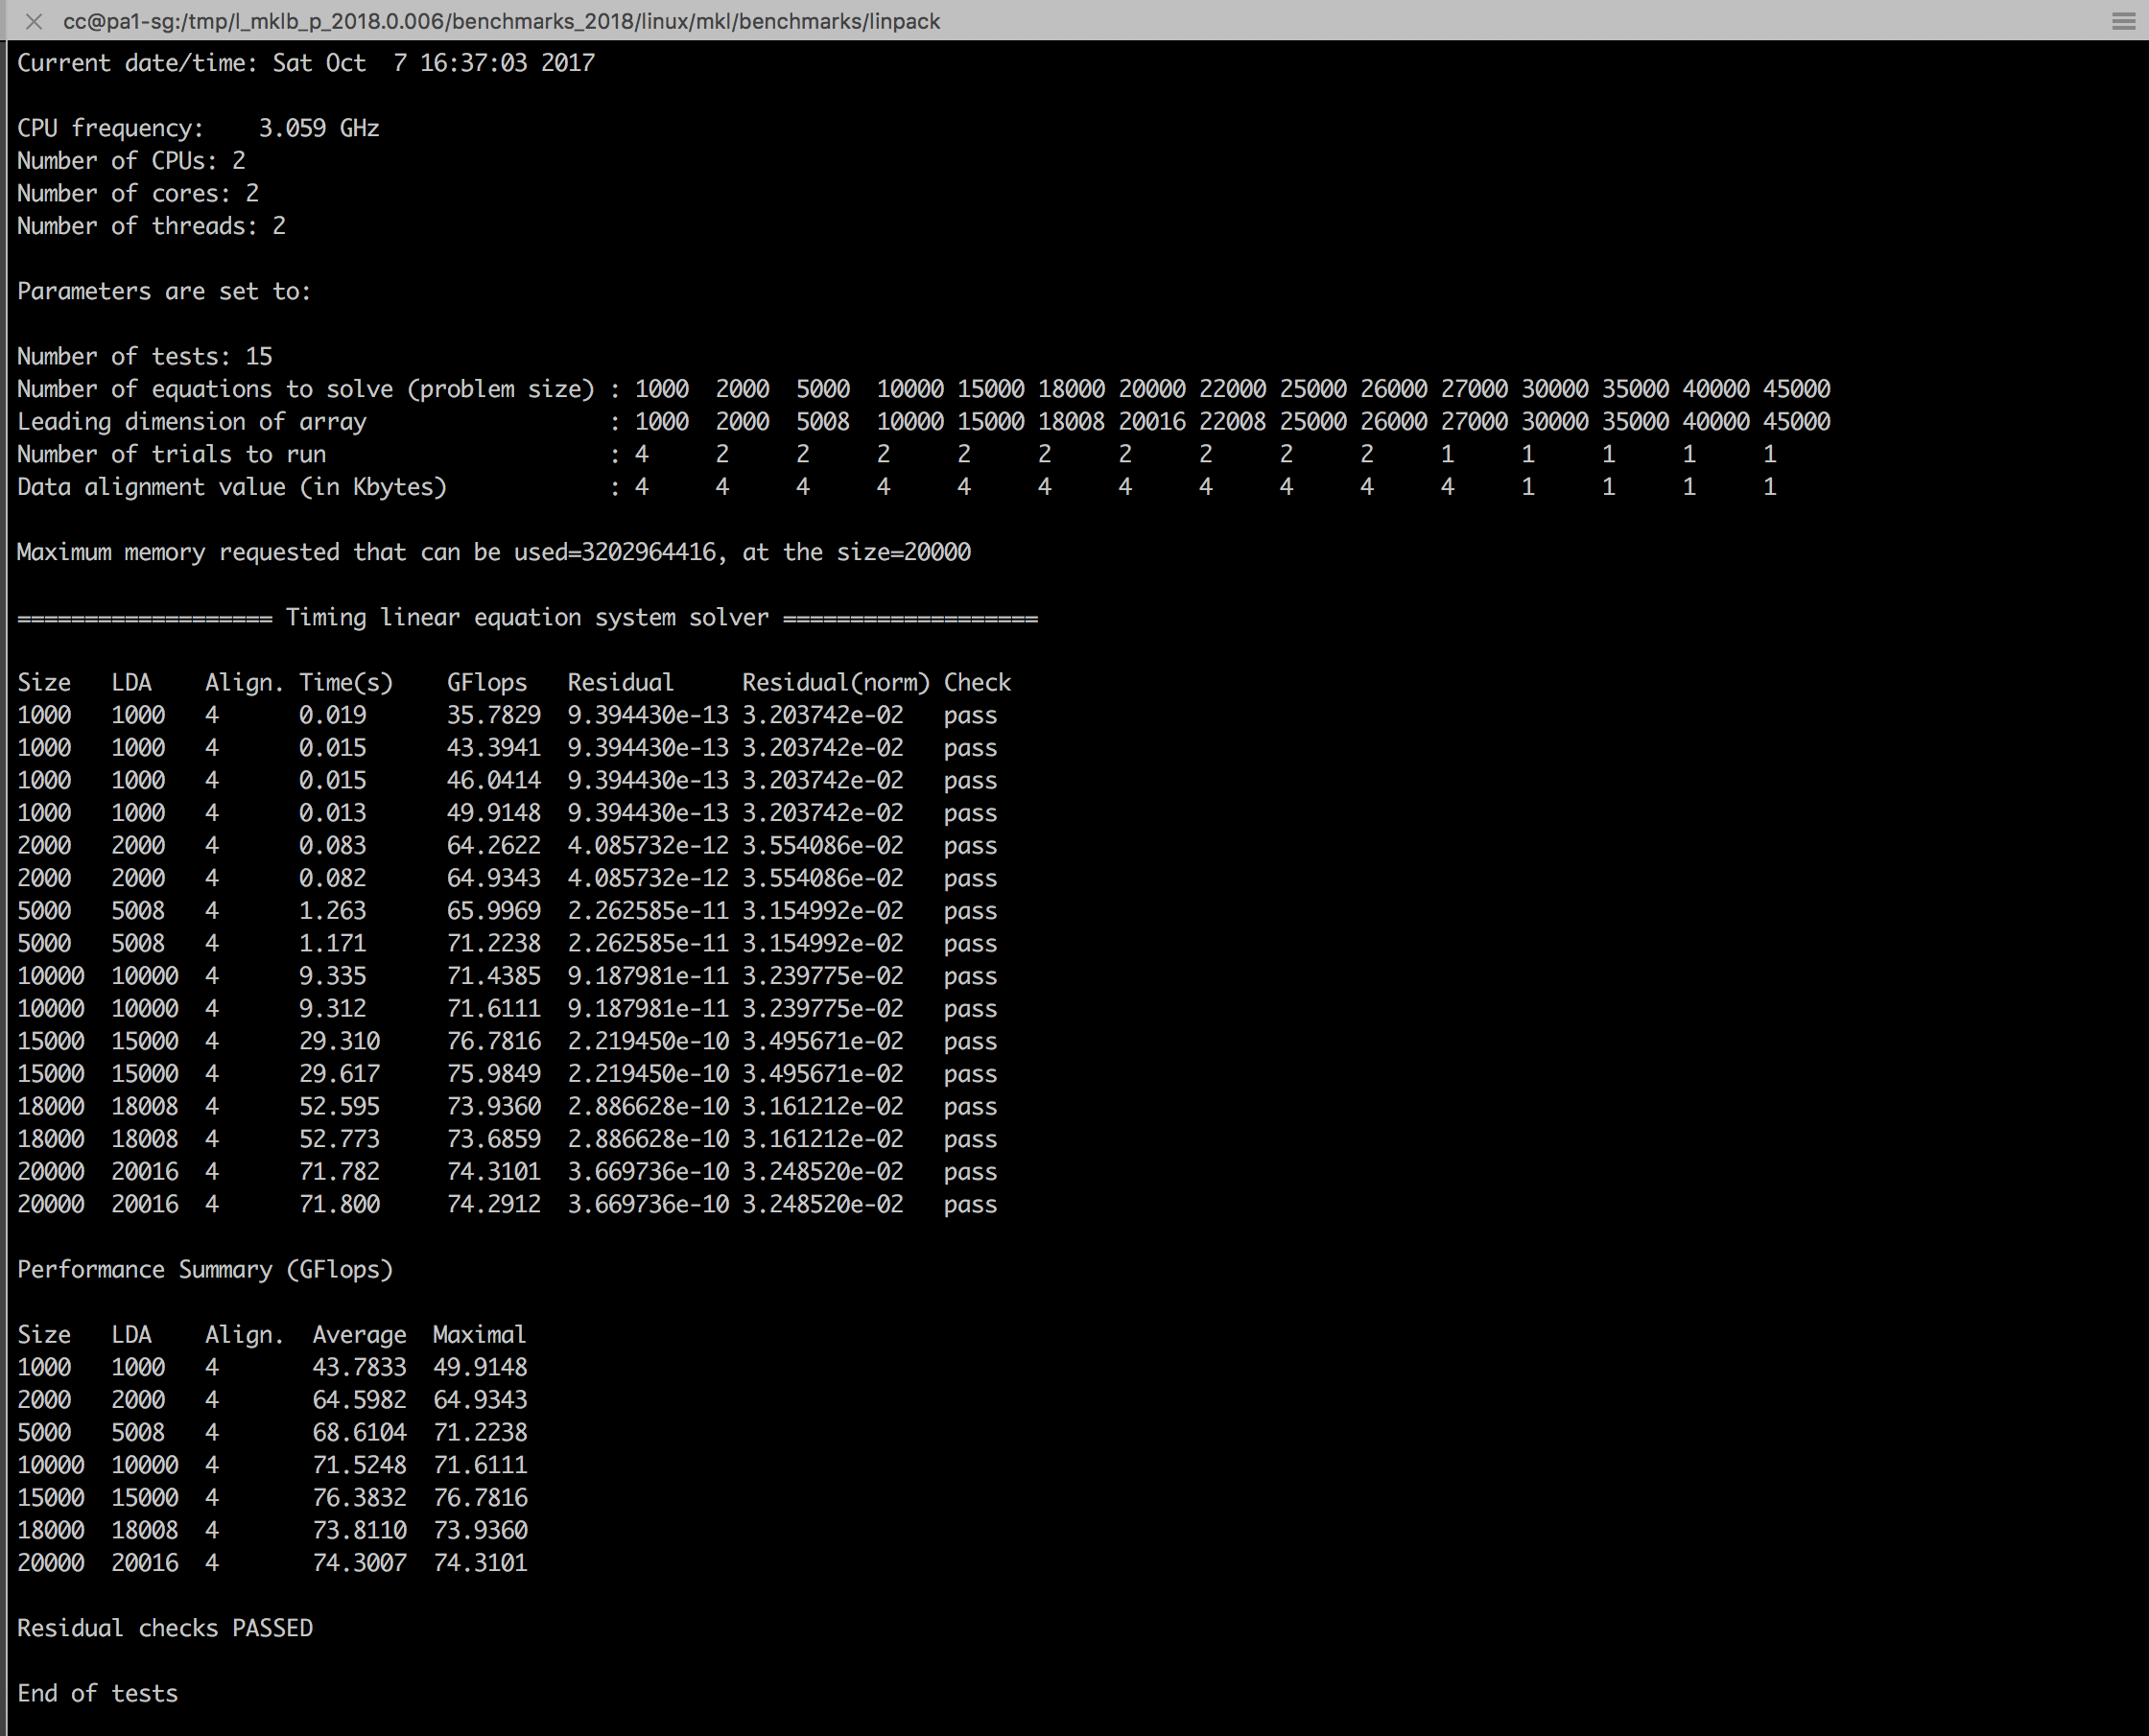 cc@pa1-sg:/tmp/l_mklb_p_2018.0.006/benchmarks_2018/linux/mkl/benchmarks/linpack
Current date/time: Sat Oct  7 16:37:03 2017
CPU frequency:    3.059 GHz
Number of CPUs: 2
Number of cores: 2
Number of threads: 2
Parameters are set to:
Number of tests: 15
Number of equations to solve (problem size) : 1000  2000  5000  10000 15000 18000 20000 22000 25000 26000 27000 30000 35000 40000 45000
Leading dimension of array                  : 1000  2000  5008  10000 15000 18008 20016 22008 25000 26000 27000 30000 35000 40000 45000
Number of trials to run                     : 4     2     2     2     2     2     2     2     2     2     1     1     1     1     1
Data alignment value (in Kbytes)            : 4     4     4     4     4     4     4     4     4     4     4     1     1     1     1
Maximum memory requested that can be used=3202964416, at the size=20000
=================== Timing linear equation system solver ===================
Size   LDA    Align. Time(s)    GFlops   Residual     Residual(norm) Check
1000   1000   4      0.019      35.7829  9.394430e-13 3.203742e-02   pass
1000   1000   4      0.015      43.3941  9.394430e-13 3.203742e-02   pass
1000   1000   4      0.015      46.0414  9.394430e-13 3.203742e-02   pass
1000   1000   4      0.013      49.9148  9.394430e-13 3.203742e-02   pass
2000   2000   4      0.083      64.2622  4.085732e-12 3.554086e-02   pass
2000   2000   4      0.082      64.9343  4.085732e-12 3.554086e-02   pass
5000   5008   4      1.263      65.9969  2.262585e-11 3.154992e-02   pass
5000   5008   4      1.171      71.2238  2.262585e-11 3.154992e-02   pass
10000  10000  4      9.335      71.4385  9.187981e-11 3.239775e-02   pass
10000  10000  4      9.312      71.6111  9.187981e-11 3.239775e-02   pass
15000  15000  4      29.310     76.7816  2.219450e-10 3.495671e-02   pass
15000  15000  4      29.617     75.9849  2.219450e-10 3.495671e-02   pass
18000  18008  4      52.595     73.9360  2.886628e-10 3.161212e-02   pass
18000  18008  4      52.773     73.6859  2.886628e-10 3.161212e-02   pass
20000  20016  4      71.782     74.3101  3.669736e-10 3.248520e-02   pass
20000  20016  4      71.800     74.2912  3.669736e-10 3.248520e-02   pass
Performance Summary (GFlops)
Size   LDA    Align.  Average  Maximal
1000   1000   4       43.7833  49.9148
2000   2000   4       64.5982  64.9343
5000   5008   4       68.6104  71.2238
10000  10000  4       71.5248  71.6111
15000  15000  4       76.3832  76.7816
18000  18008  4       73.8110  73.9360
20000  20016  4       74.3007  74.3101
Residual checks PASSED
End of tests